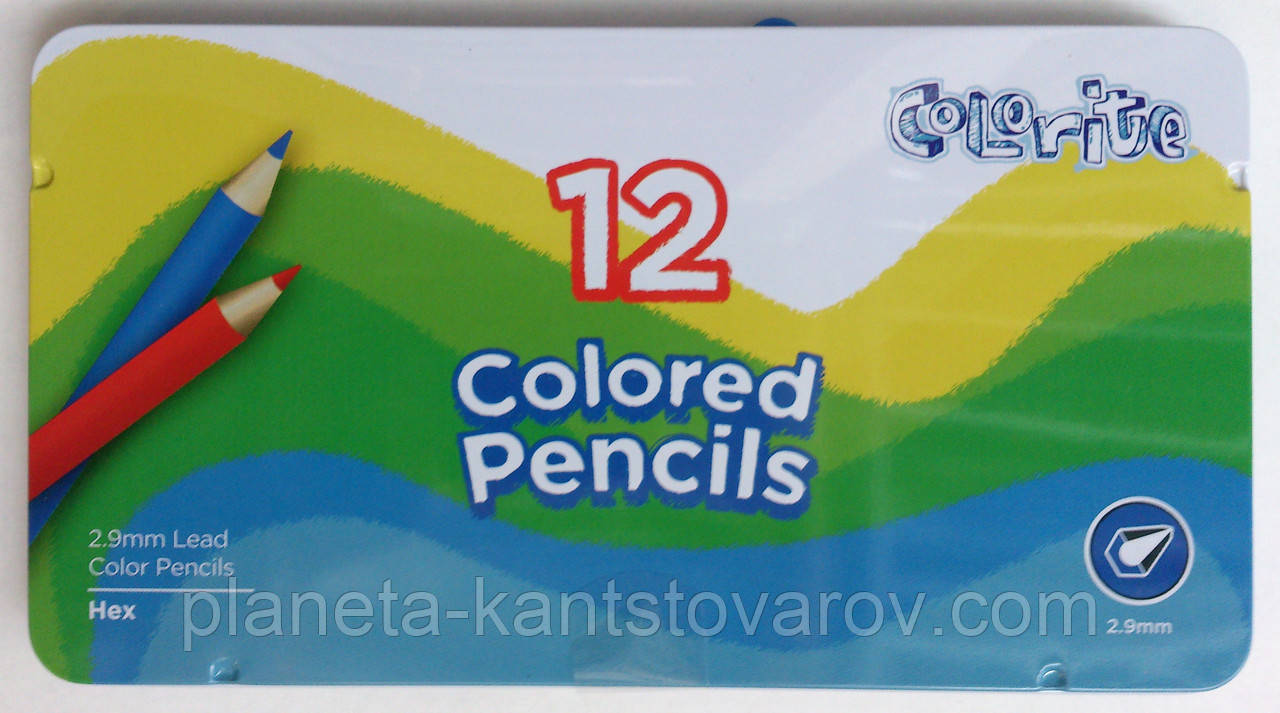 Colorite
12
Colored
Pencils
2.9mm Lead
Color Pencils
Hex
2.9mm
planeta-kantstovarov.com